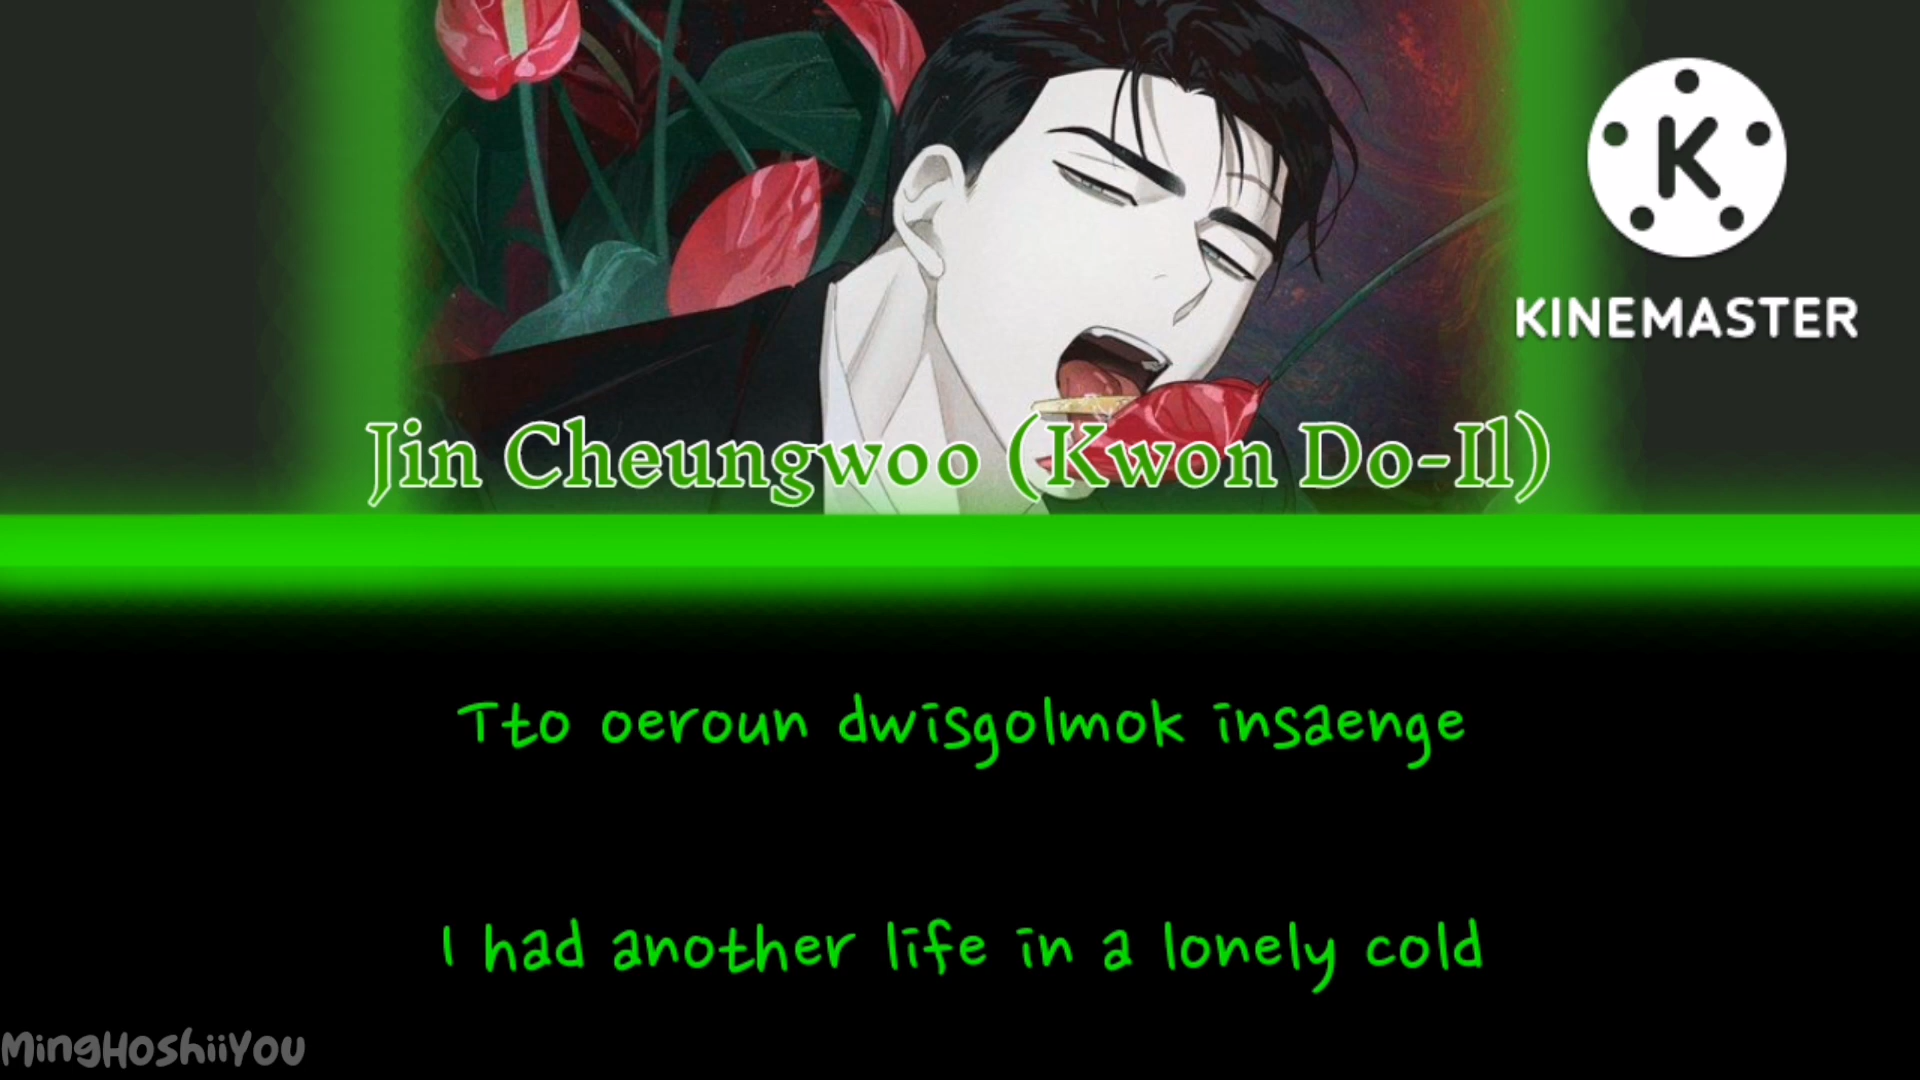 K
KINEMASTER
Jin Cheungwoo (Kwon Do-Il)
Tto oeroun dwisgolmok insaenge
I had another life in a lonely cold
MingHoshiiYou